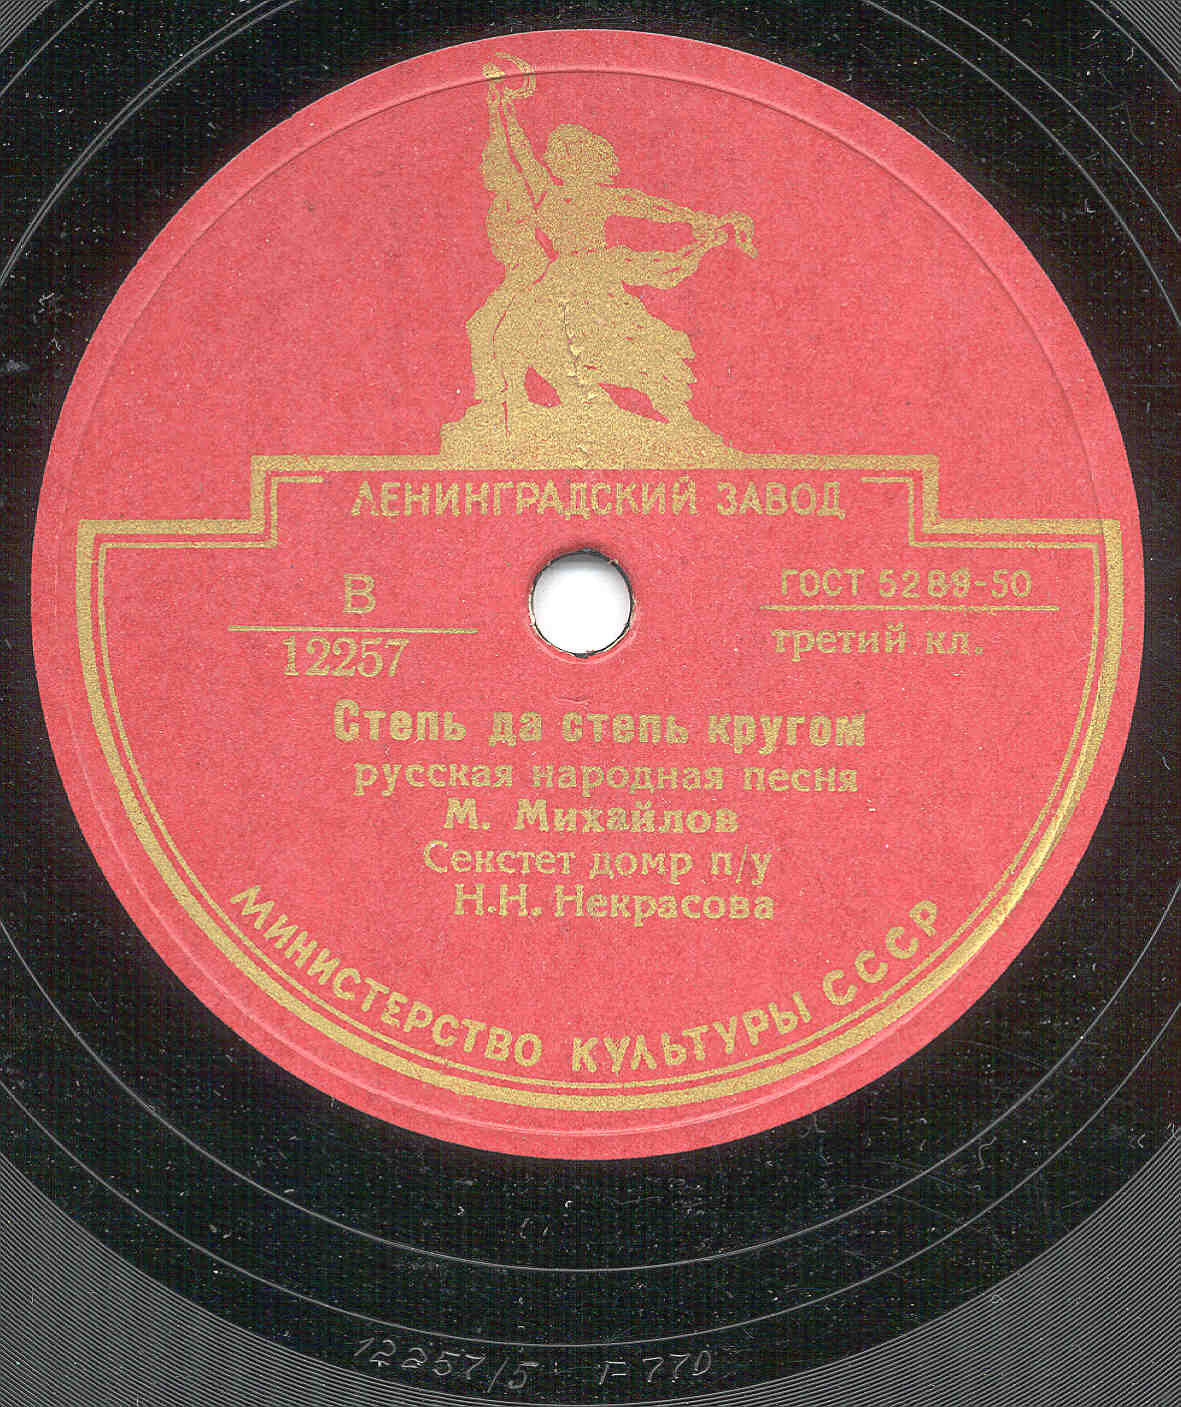 ЛЕНИНГРАДСКИЙ ЗАВОД
В
12257
ГОСТ 5289-50
третий кл.
Степь да степь кругом
русская народная песня
М. Михайлов
Секстет домр п/у
Н.Н. Некрасова
МИНИСТЕРСТВО КУЛЬТУРЫ СССР
12257/5 Г-770